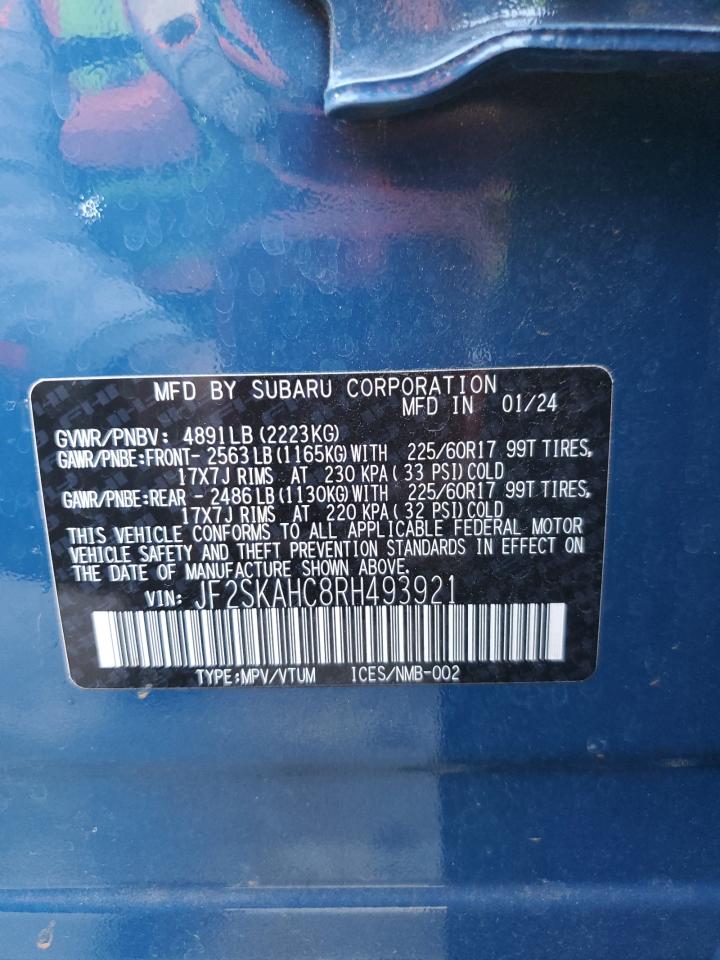 MFD BY SUBARU CORPORATION
MFD IN 01/24
GVWR/PNBV: 4891LB (2223KG)
GAWR/PNBE:FRONT- 2563LB (1165KG) WITH 225/60R17 99T TIRES,
17X7J RIMS AT 230 KPA ( 33 PSI) COLD
GAWR/PNBE:REAR - 2486LB (1130KG) WITH 225/60R17 99T TIRES,
17X7J RIMS AT 220 KPA ( 32 PSI) COLD
THIS VEHICLE CONFORMS TO ALL APPLICABLE FEDERAL MOTOR
VEHICLE SAFETY AND THEFT PREVENTION STANDARDS IN EFFECT ON
THE DATE OF MANUFACTURE SHOWN ABOVE.
VIN: JF2SKAHC8RH493921
TYPE:MPV/VTUM ICES/NMB-002